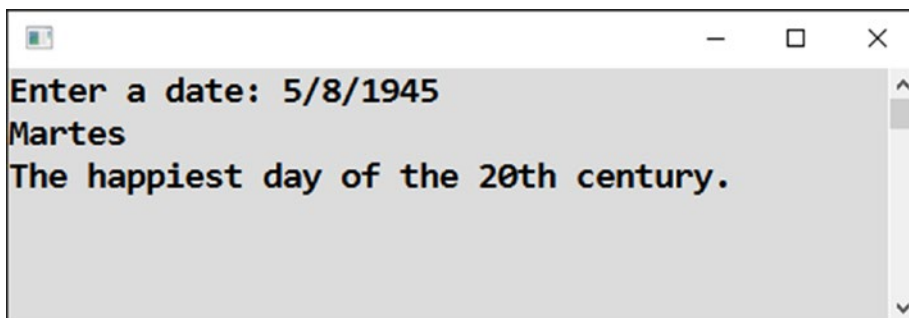 Enter a date: 5/8/1945
Martes
The happiest day of the 20th century.